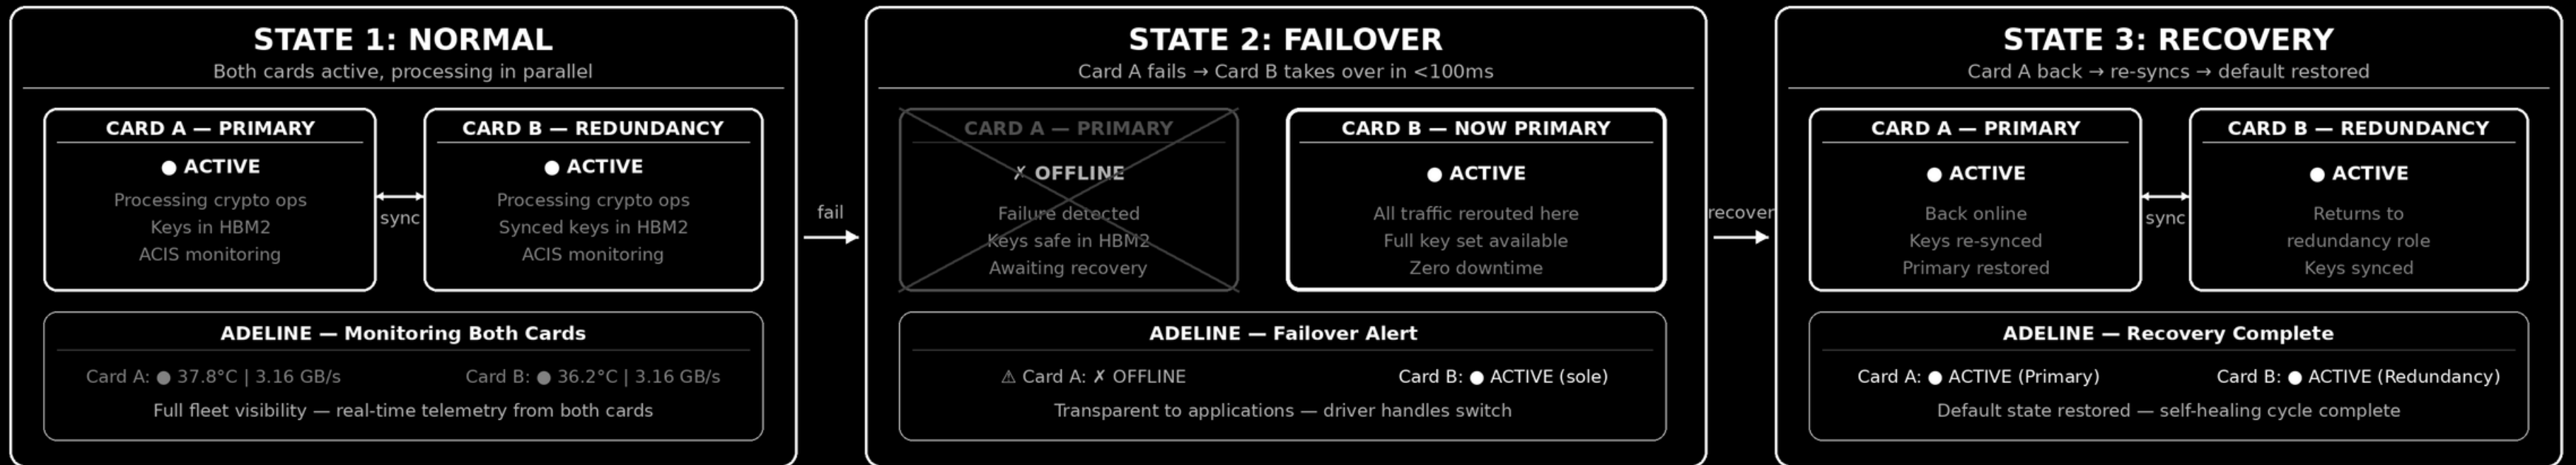 STATE 1: NORMAL
Both cards active, processing in parallel
CARD A — PRIMARY
● ACTIVE
Processing crypto ops
Keys in HBM2
ACIS monitoring
sync
CARD B — REDUNDANCY
● ACTIVE
Processing crypto ops
Synced keys in HBM2
ACIS monitoring
ADELINE — Monitoring Both Cards
Card A: ● 37.8°C | 3.16 GB/s
Card B: ● 36.2°C | 3.16 GB/s
Full fleet visibility — real-time telemetry from both cards
fail
STATE 2: FAILOVER
Card A fails → Card B takes over in <100ms
CARD A — PRIMARY
✗ OFFLINE
Failure detected
Keys safe in HBM2
Awaiting recovery
CARD B — NOW PRIMARY
● ACTIVE
All traffic rerouted here
Full key set available
Zero downtime
ADELINE — Failover Alert
⚠ Card A: ✗ OFFLINE
Card B: ● ACTIVE (sole)
Transparent to applications — driver handles switch
recover
STATE 3: RECOVERY
Card A back → re-syncs → default restored
CARD A — PRIMARY
● ACTIVE
Back online
Keys re-synced
Primary restored
sync
CARD B — REDUNDANCY
● ACTIVE
Returns to
redundancy role
Keys synced
ADELINE — Recovery Complete
Card A: ● ACTIVE (Primary)
Card B: ● ACTIVE (Redundancy)
Default state restored — self-healing cycle complete